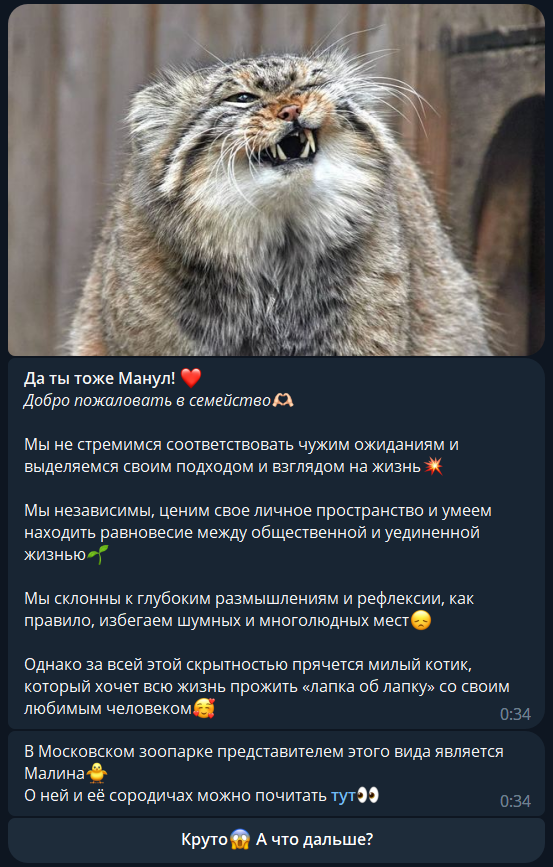 Да ты тоже Манул! ❤️
Добро пожаловать в семейство🫶🏼
Мы не стремимся соответствовать чужим ожиданиям и
выделяемся своим подходом и взглядом на жизнь 💥
Мы независимы, ценим свое личное пространство и умеем
находить равновесие между общественной и уединенной
жизнью🌱
Мы склонны к глубоким размышлениям и рефлексии, как
правило, избегаем шумных и многолюдных мест😞
Однако за всей этой скрытностью прячется милый котик,
который хочет всю жизнь прожить «лапка об лапку» со своим
любимым человеком🥰
0:34
В Московском зоопарке представителем этого вида является
Малина🐥
О ней и её сородичах можно почитать тут👀
0:34
Круто😱 А что дальше?